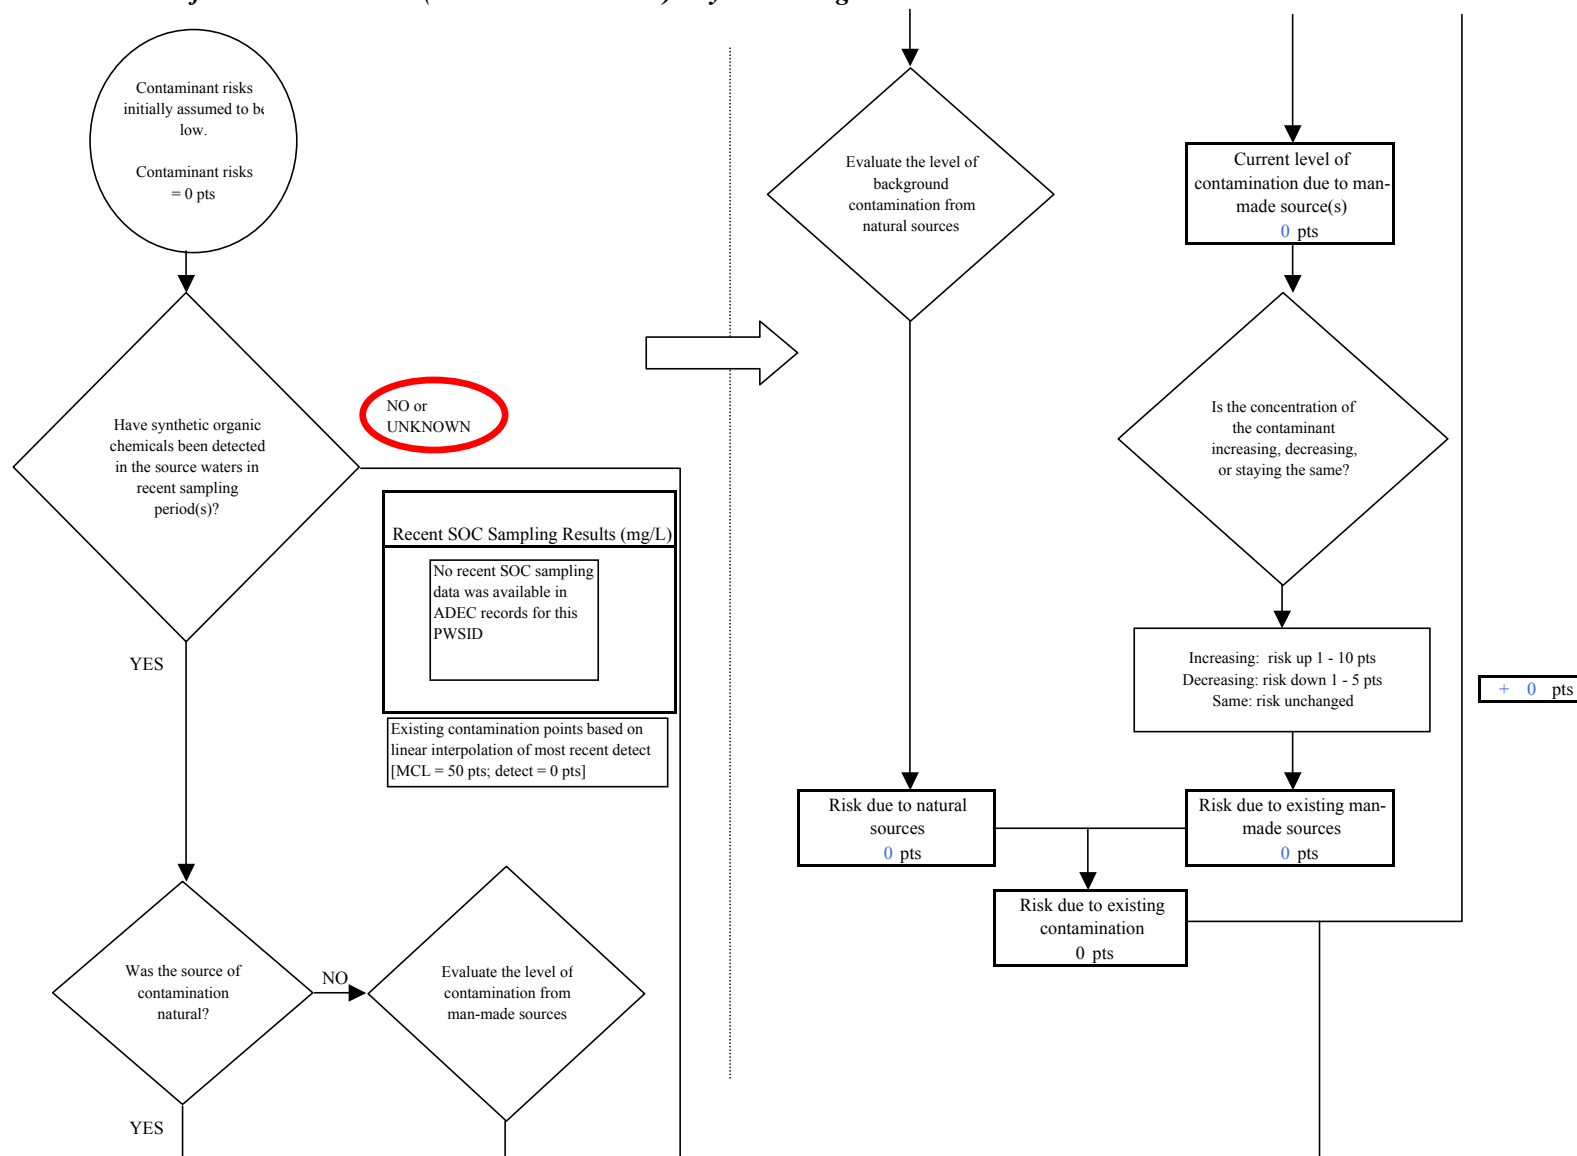 Contaminant risks
initially assumed to be
low.
Contaminant risks
= 0 pts
Have synthetic organic
chemicals been detected
in the source waters in
recent sampling
period(s)?
NO or
UNKNOWN
Recent SOC Sampling Results (mg/L)
No recent SOC sampling
data was available in
ADEC records for this
PWSID
Existing contamination points based on
linear interpolation of most recent detect
[MCL = 50 pts; detect = 0 pts]
YES
Was the source of
contamination
natural?
NO
Evaluate the level of
contamination from
man-made sources
YES
Evaluate the level of
background
contamination from
natural sources
Current level of
contamination due to man-
made source(s)
0 pts
Is the concentration of
the contaminant
increasing, decreasing,
or staying the same?
Increasing: risk up 1 - 10 pts
Decreasing: risk down 1 - 5 pts
Same: risk unchanged
+ 0 pts
Risk due to natural
sources
0 pts
Risk due to existing man-
made sources
0 pts
Risk due to existing
contamination
0 pts